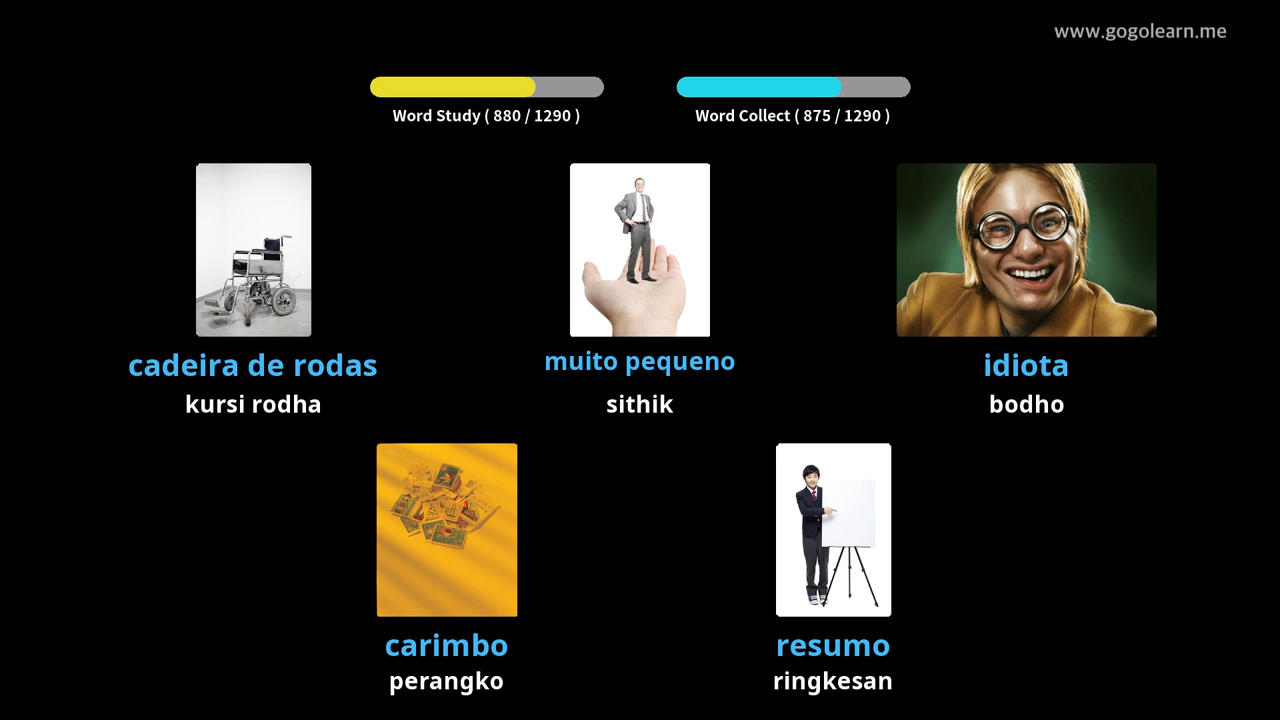 www.gogolearn.me
Word Study ( 880 / 1290 )
Word Collect ( 875 / 1290 )
cadeira de rodas
kursi rodha
muito pequeno
sithik
idiota
bodho
carimbo
perangko
resumo
ringkesan